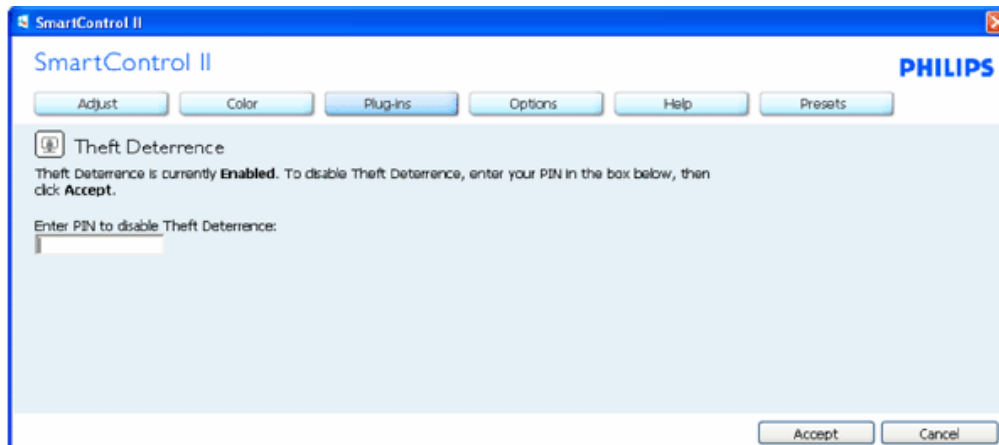 SmartControl II
SmartControl II
PHILIPS
Adjust Color Plug-ins Options Help Presets
Theft Deterrence
Theft Deterrence is currently Enabled. To disable Theft Deterrence, enter your PIN in the box below, then
click Accept.
Enter PIN to disable Theft Deterrence:
Accept Cancel